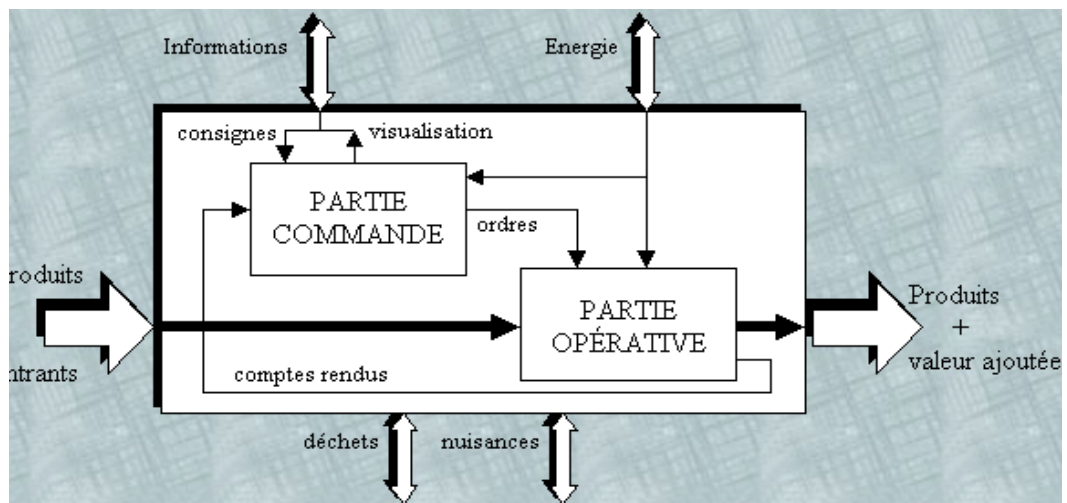 Informations
Energie
consignes
visualisation
PARTIE
COMMANDE
ordres
roduits
ntrants
PARTIE
OPÉRATIVE
Produits
+
valeur ajoutée
comptes rendus
déchets
nuisances